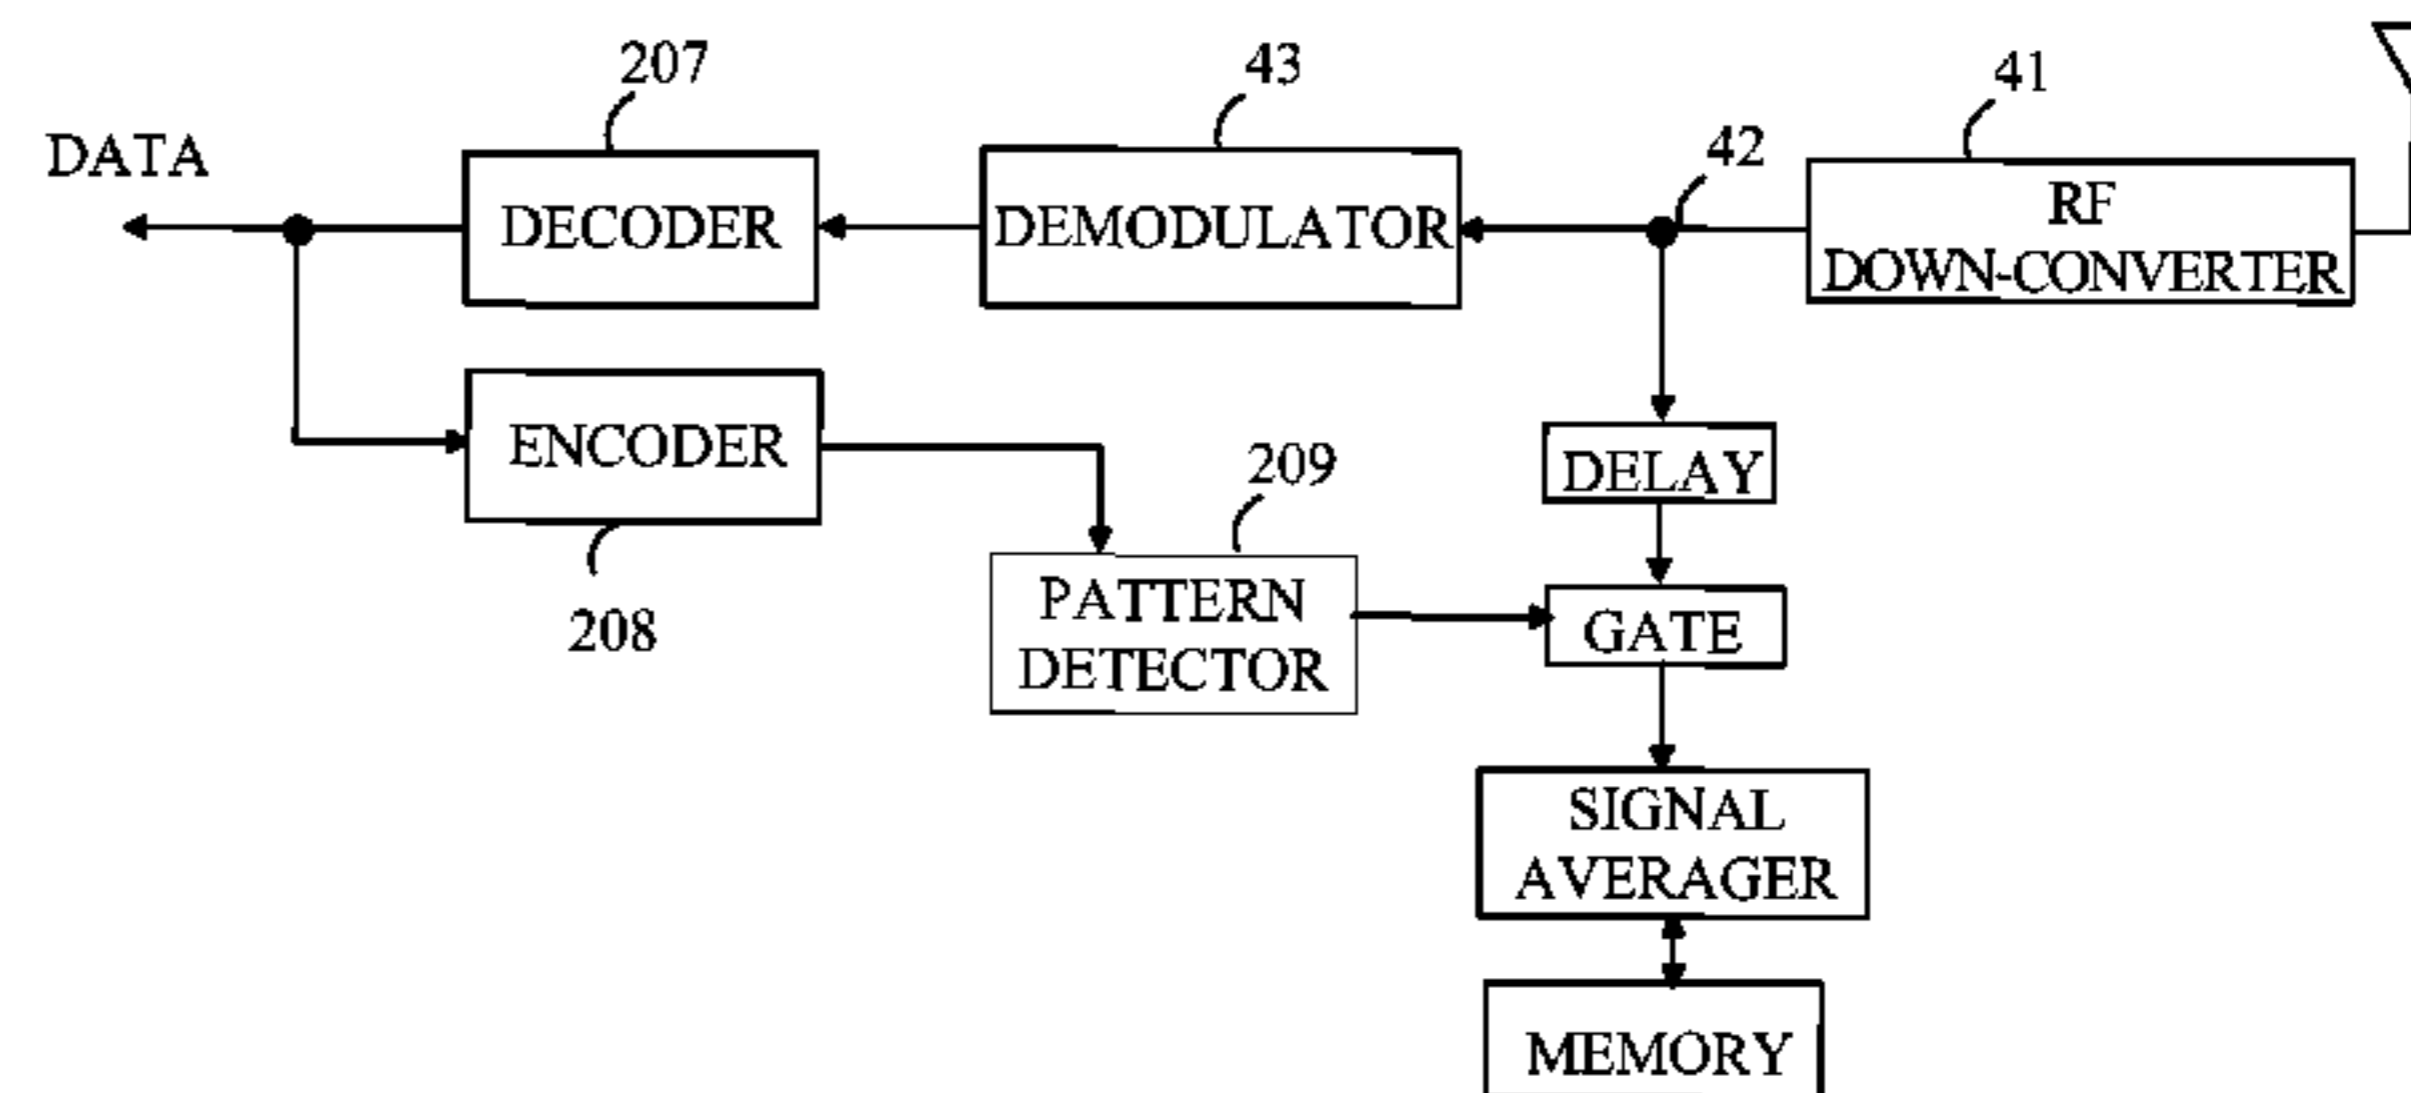 207
43
41
42
DATA
DECODER
DEMODULATOR
RF
DOWN-CONVERTER
ENCODER
209
DELAY
208
PATTERN
DETECTOR
GATE
SIGNAL
AVERAGER
MEMORY